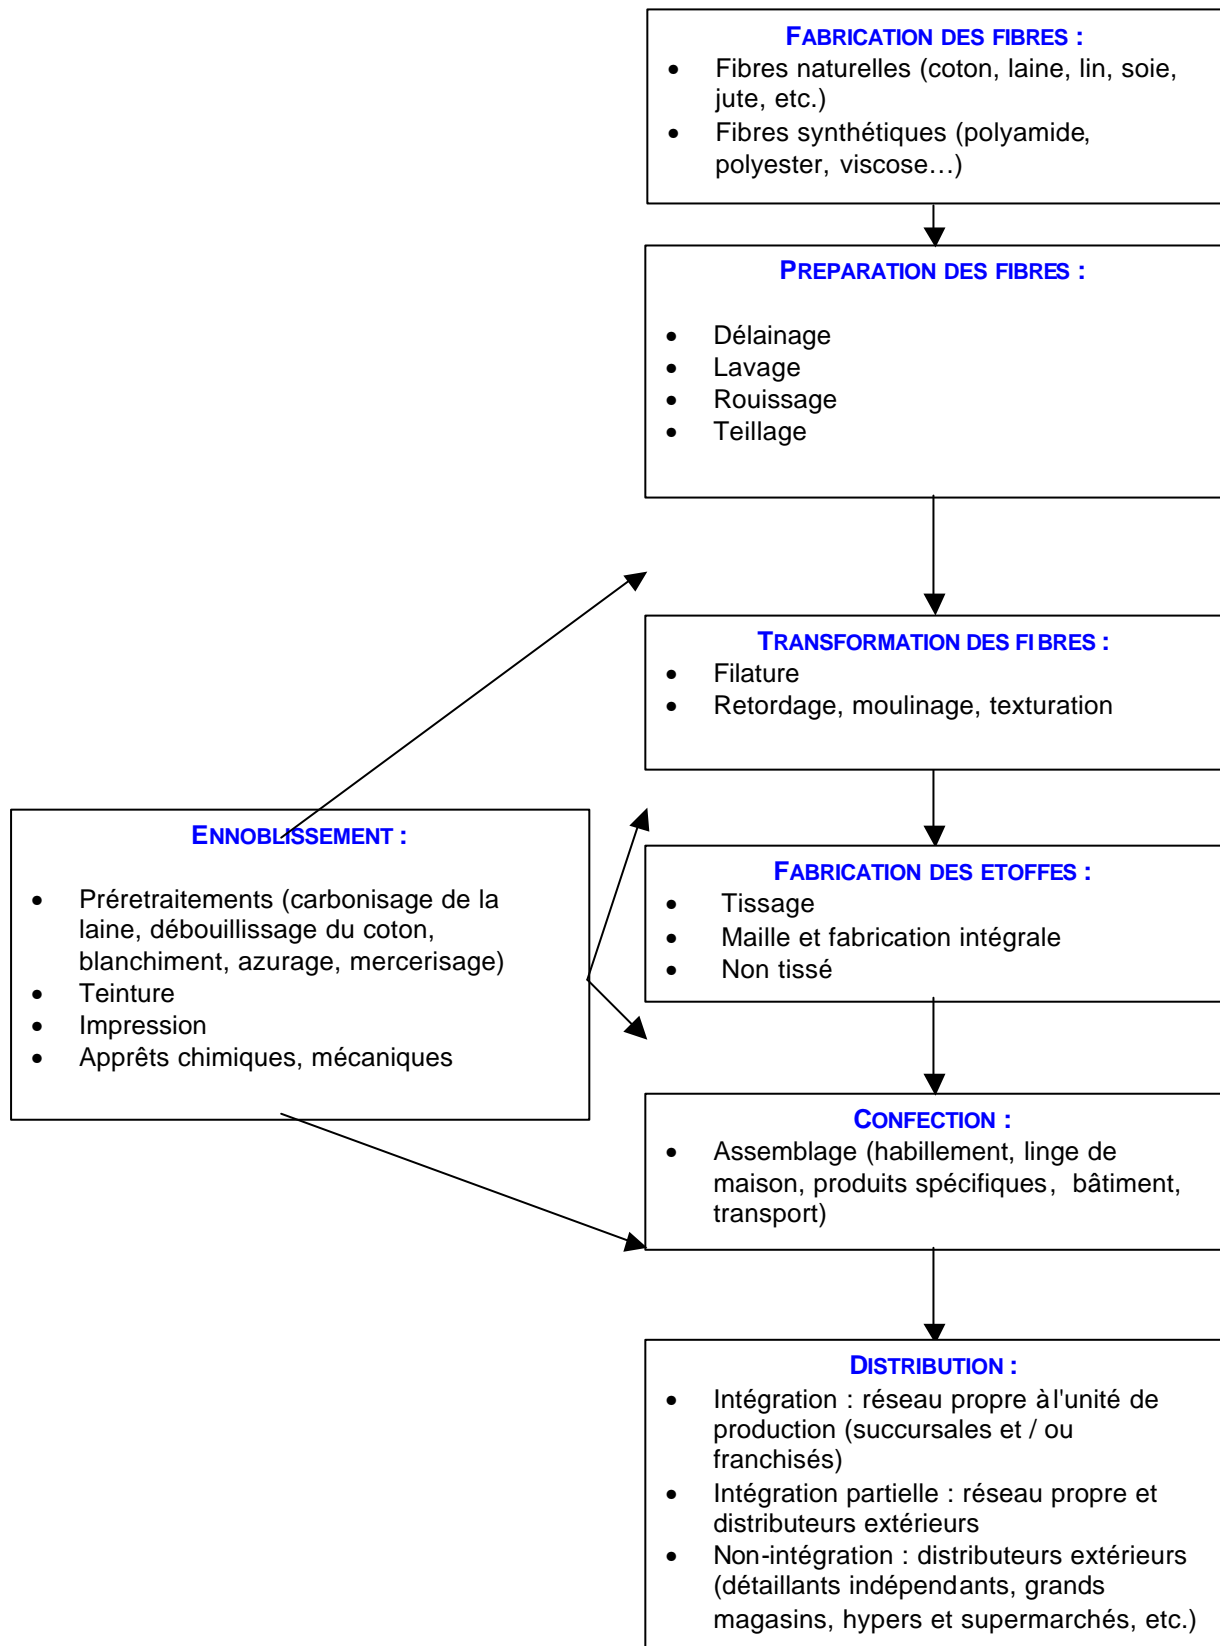 FABRICATION DES FIBRES :
• Fibres naturelles (coton, laine, lin, soie,
jute, etc.)
• Fibres synthétiques (polyamide,
polyester, viscose…)
PREPARATION DES FIBRES :
• Délainage
• Lavage
• Rouissage
• Teillage
TRANSFORMATION DES FIBRES :
• Filature
• Retordage, moulinage, texturation
ENNOBLISSEMENT :
• Préretraitements (carbonisage de la
laine, débouillissage du coton,
blanchiment, azurage, mercerisage)
• Teinture
• Impression
• Apprêts chimiques, mécaniques
FABRICATION DES ETOFFES :
• Tissage
• Maille et fabrication intégrale
• Non tissé
CONFECTION :
• Assemblage (habillement, linge de
maison, produits spécifiques, bâtiment,
transport)
DISTRIBUTION :
• Intégration : réseau propre à l'unité de
production (succursales et / ou
franchisés)
• Intégration partielle : réseau propre et
distributeurs extérieurs
• Non-intégration : distributeurs extérieurs
(détaillants indépendants, grands
magasins, hypers et supermarchés, etc.)